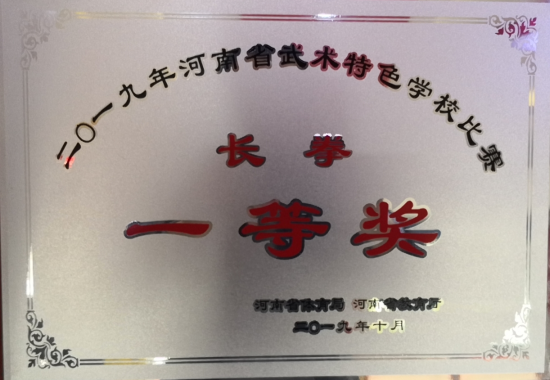 二〇一九年河南省武术特色学校比赛
长拳
一等奖
河南省体育局 河南省教育厅
二〇一九年十月